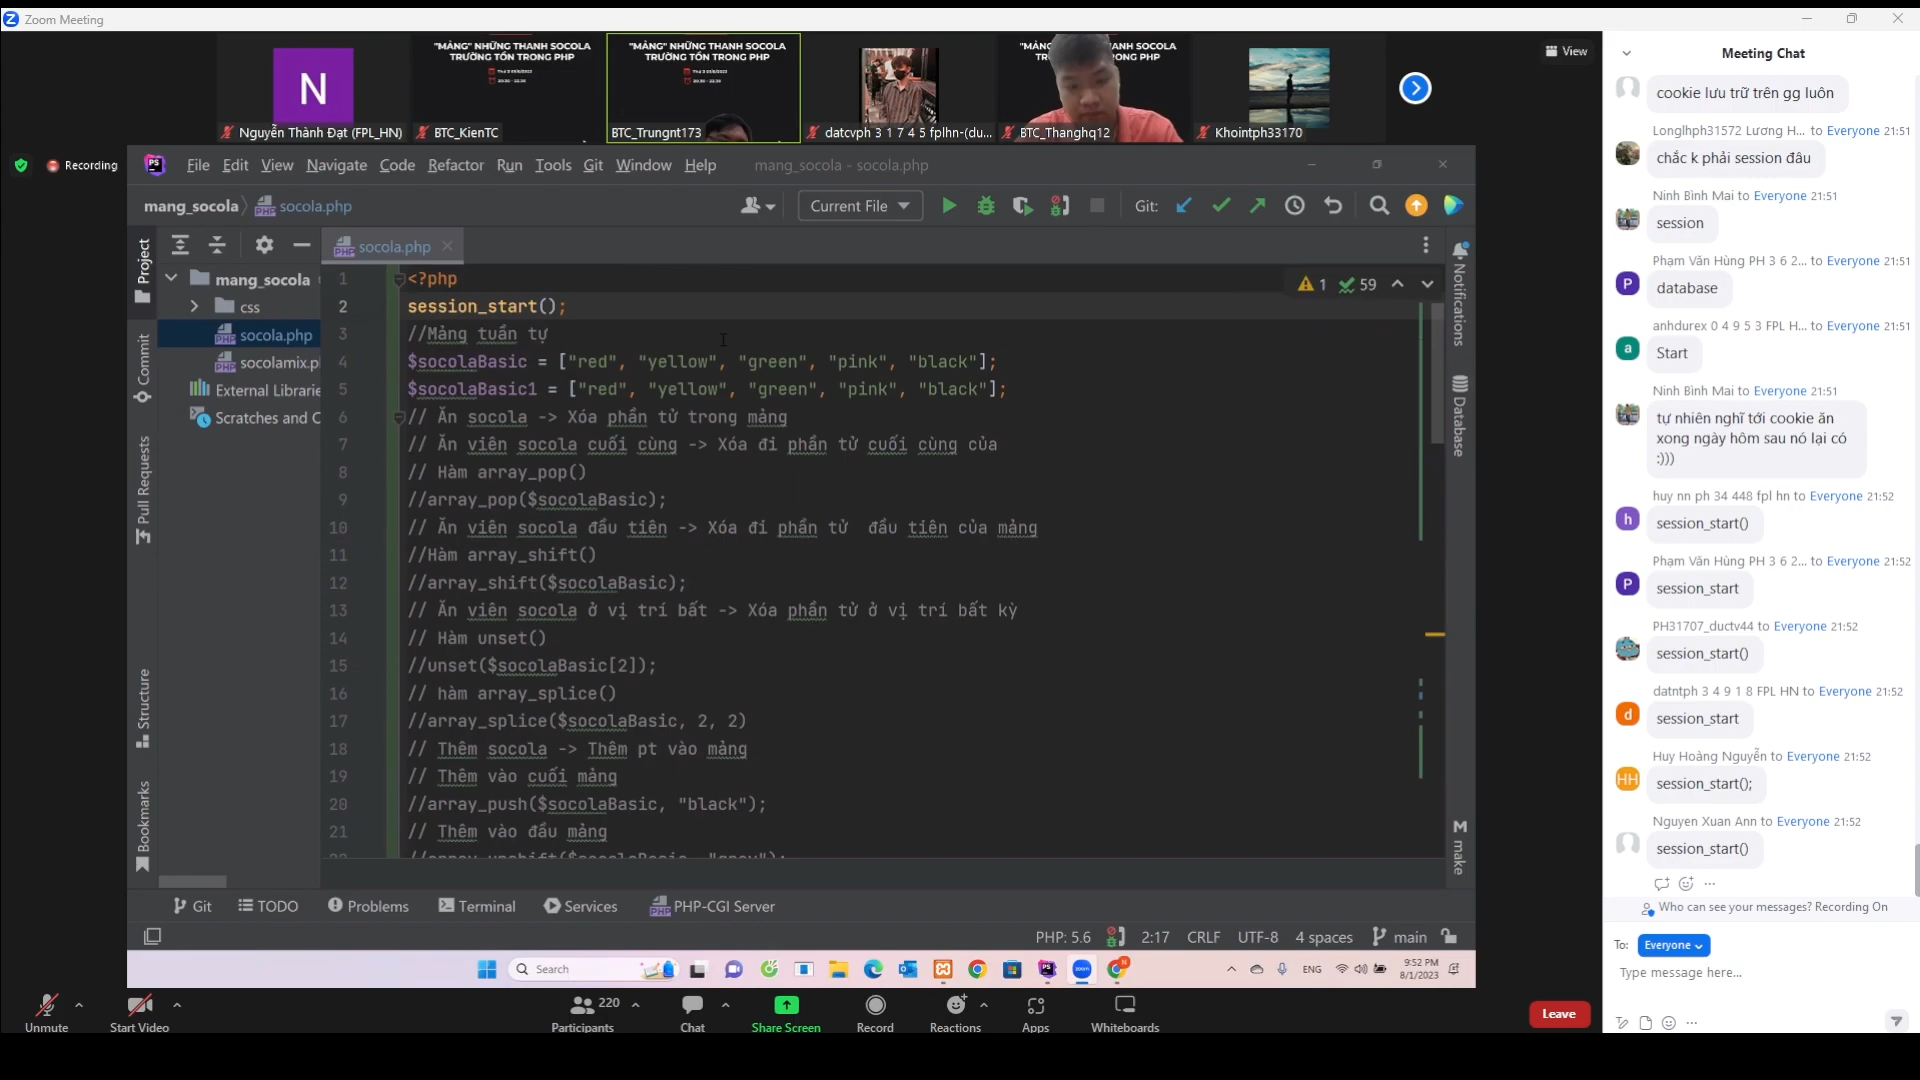 Zoom Meeting
"MẢNG" NHỮNG THANH SOCOLA
TRƯỜNG TỒN TRONG PHP
"MẢNG" NHỮNG THANH SOCOLA
TRƯỜNG TỒN TRONG PHP
N
Nguyễn Thành Đạt (FPL_HN)
BTC_KienTC
BTC_Trungnt173
datcvph 3 1 7 4 5 fplhn-(du...
BTC_Thanghq12
Khointph33170
View
Recording
PS
File Edit View Navigate Code Refactor Run Tools Git Window Help
mang_socola - socola.php
mang_socola
socola.php
Current File
Git:
Project
Commit
Pull Requests
Structure
Bookmarks
mang_socola
css
socola.php
External Librarie
Scratches and C
socola.php
1 <?php
2 session_start();
3 //Mảng tuần tự
4 $socolaBasic = ["red", "yellow", "green", "pink", "black"];
5 $socolaBasic1 = ["red", "yellow", "green", "pink", "black"];
6 // Ăn socola -> Xóa phần tử trong mảng
7 // Ăn viên socola cuối cùng -> Xóa đi phần tử cuối cùng của
8 // Hàm array_pop()
9 //array_pop($socolaBasic);
10 // Ăn viên socola đầu tiên -> Xóa đi phần tử  đầu tiên của mảng
11 //Hàm array_shift()
12 //array_shift($socolaBasic);
13 // Ăn viên socola ở vị trí bất -> Xóa phần tử ở vị trí bất kỳ
14 // Hàm unset()
15 //unset($socolaBasic[2]);
16 // hàm array_splice()
17 //array_splice($socolaBasic, 2, 2)
18 // Thêm socola -> Thêm pt vào mảng
19 // Thêm vào cuối mảng
20 //array_push($socolaBasic, "black");
21 // Thêm vào đầu mảng
1 59
Notifications
Database
M make
Git TODO Problems Terminal Services PHP-CGI Server
PHP: 5.6 2:17 CRLF UTF-8 4 spaces main
Search
ENG
9:52 PM
8/1/2023
Unmute
Start Video
220
Participants
Chat
Share Screen
Record
Reactions
Apps
Whiteboards
Leave
Meeting Chat
cookie lưu trữ trên gg luôn
Longlhph31572 Lương H... to Everyone 21:51
chắc k phải session đâu
Ninh Bình Mai to Everyone 21:51
session
Phạm Văn Hùng PH 3 6 2... to Everyone 21:51
P
database
anhdurex 0 4 9 5 3 FPL H... to Everyone 21:51
a
Start
Ninh Bình Mai to Everyone 21:51
tự nhiên nghĩ tới cookie ăn
xong ngày hôm sau nó lại có
:)))
huy nn ph 34 448 fpl hn to Everyone 21:52
h
session_start()
Phạm Văn Hùng PH 3 6 2... to Everyone 21:52
P
session_start
PH31707_ductv44 to Everyone 21:52
session_start()
datntph 3 4 9 1 8 FPL HN to Everyone 21:52
d
session_start
Huy Hoàng Nguyễn to Everyone 21:52
HH
session_start();
Nguyen Xuan Ann to Everyone 21:52
session_start()
Who can see your messages? Recording On
To: Everyone
Type message here...